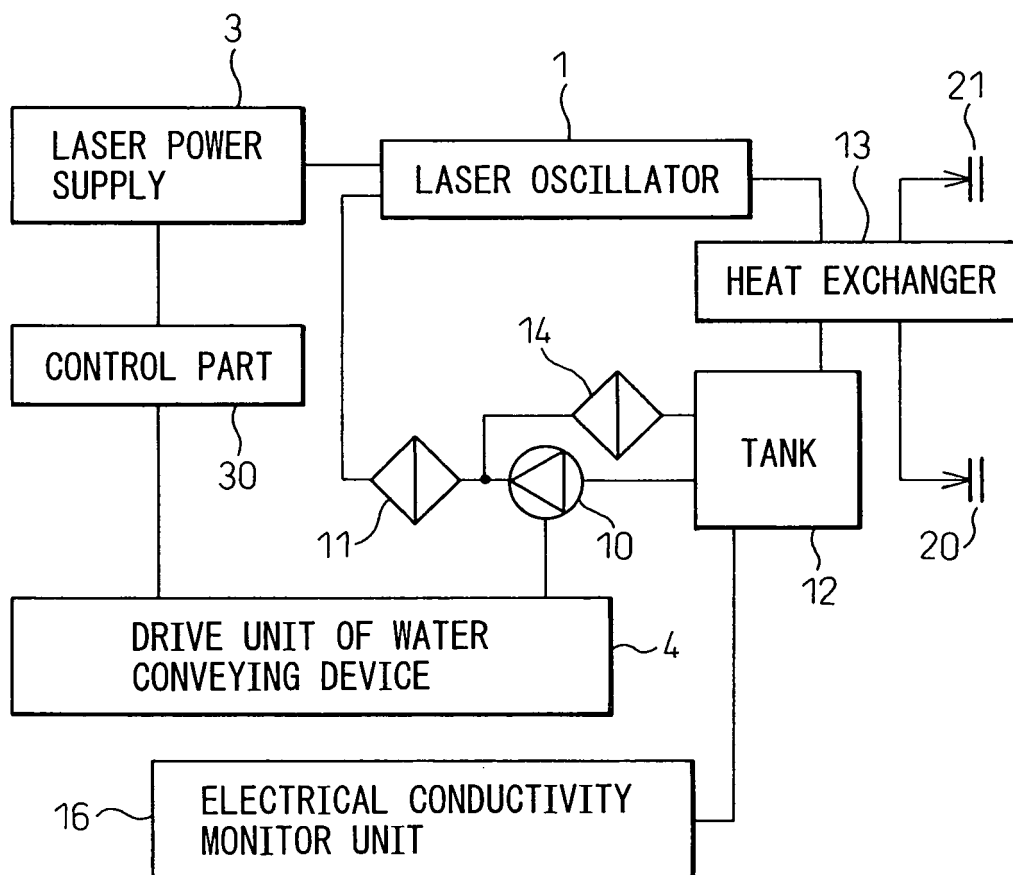 3
1
21
LASER POWER
SUPPLY
LASER OSCILLATOR
13
HEAT EXCHANGER
14
CONTROL PART
TANK
30
11
10
20
12
DRIVE UNIT OF WATER
CONVEYING DEVICE
4
16
ELECTRICAL CONDUCTIVITY
MONITOR UNIT